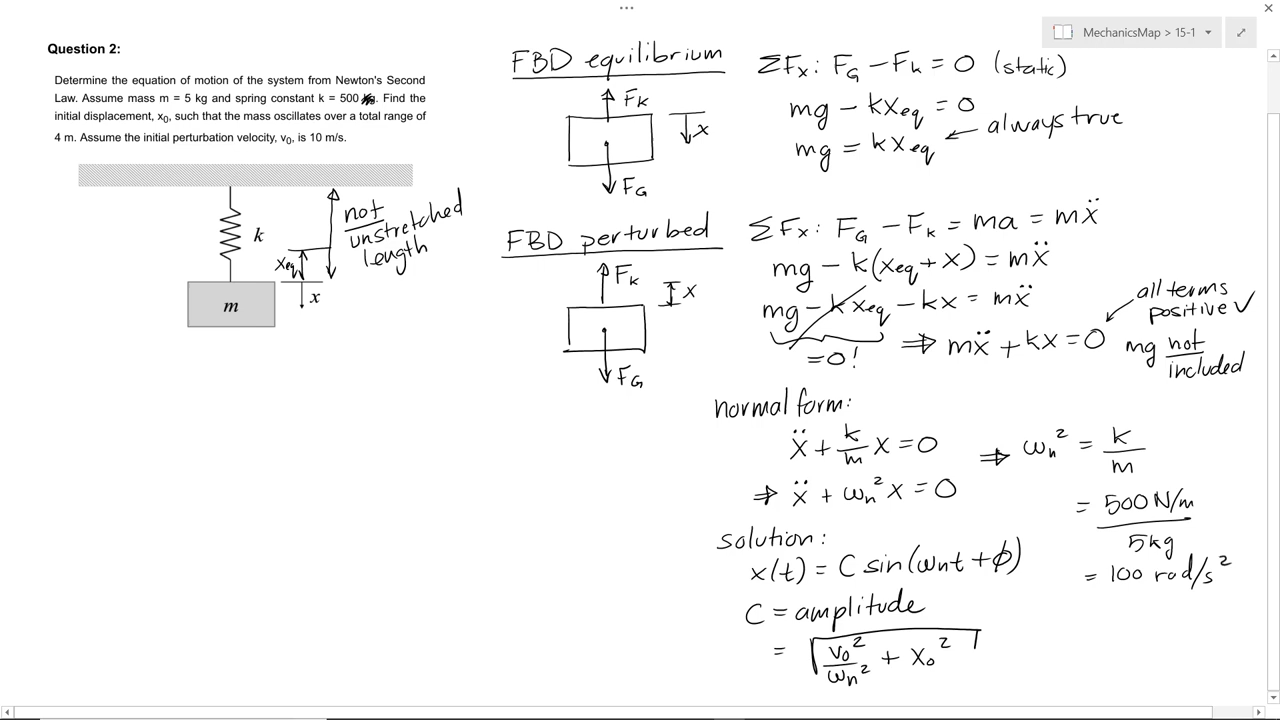 MechanicsMap > 15-1
Question 2:
Determine the equation of motion of the system from Newton's Second
Law. Assume mass m = 5 kg and spring constant k = 500 . Find the
initial displacement, x₀, such that the mass oscillates over a total range of
4 m. Assume the initial perturbation velocity, v₀, is 10 m/s.
k
m
xeq
x
not
unstretched
length
FBD equilibrium
FK
x
FG
FBD perturbed
FK
x
FG
ΣFx: FG - Fk = 0 (static)
mg - kxeq = 0
mg = kxeq
always true
ΣFx: FG - Fk = ma = mẍ
mg - k(xeq + x) = mẍ
mg - kxeq - kx = mẍ
=0!
⇒ mẍ + kx = 0
all terms
positive ✓
mg not
included
normal form:
ẍ + k/m x = 0
⇒ ωn² = k/m
⇒ ẍ + ωn²x = 0
= 500 N/m
5kg
= 100 rad/s²
solution:
x(t) = C sin(ωnt + ϕ)
C = amplitude
= √(v₀²/ωn² + x₀²)